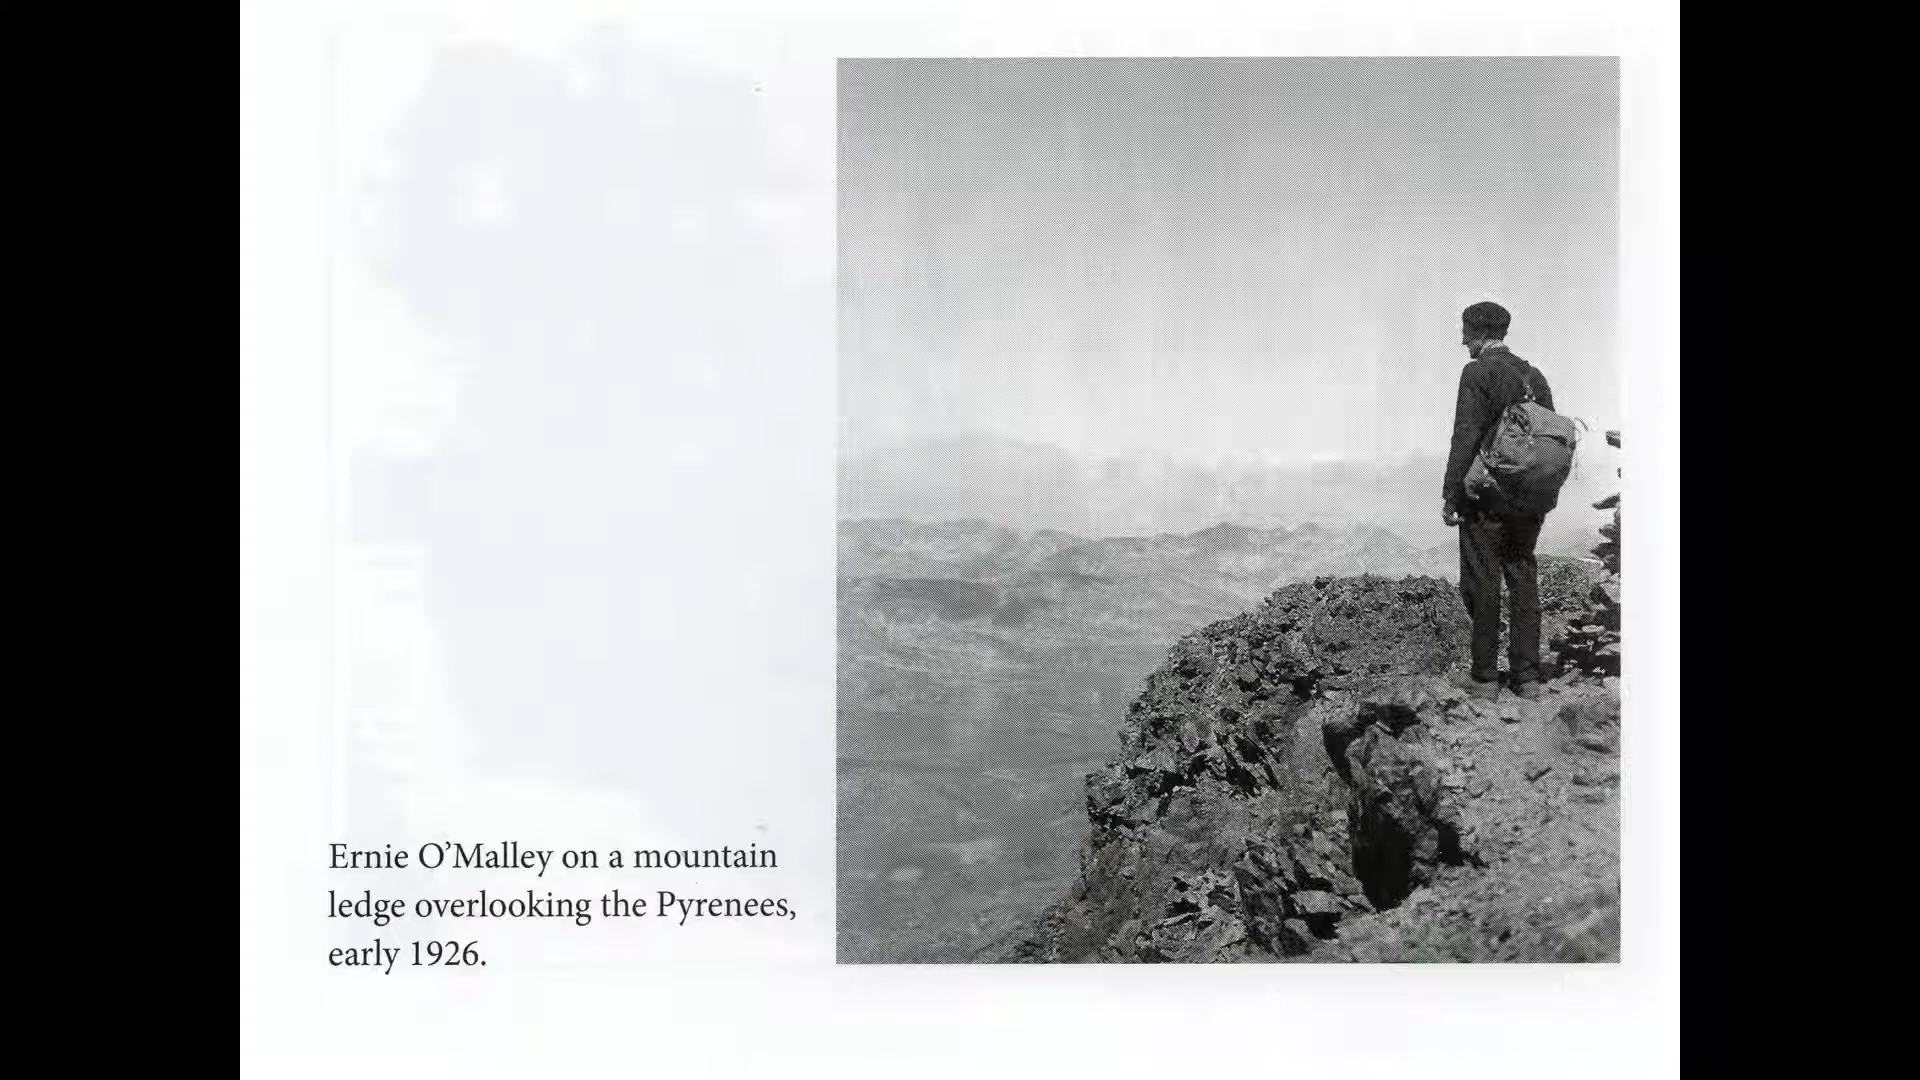 Ernie O’Malley on a mountain
ledge overlooking the Pyrenees,
early 1926.